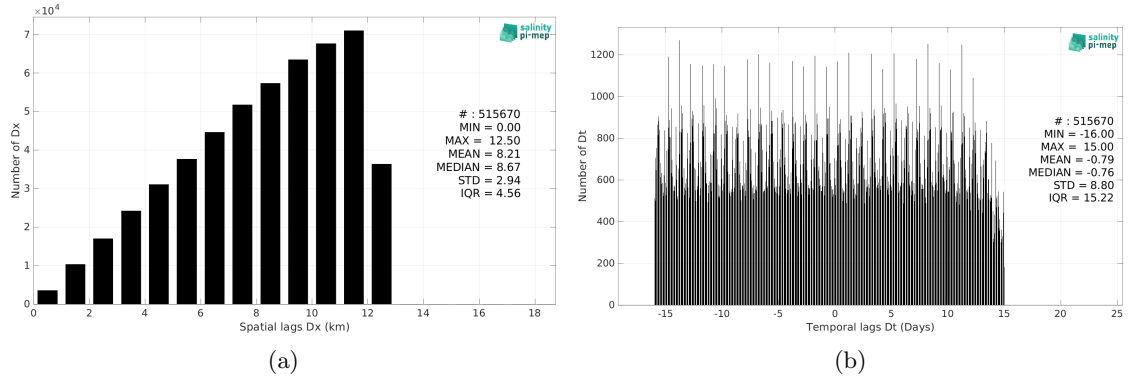 ×10⁴
7
6
5
4
3
2
1
0
Number of Dx
0 2 4 6 8 10 12 14 16 18
Spatial lags Dx (km)
salinity
pi-mep
# : 515670
MIN = 0.00
MAX = 12.50
MEAN = 8.21
MEDIAN = 8.67
STD = 2.94
IQR = 4.56
(a)
1200
1000
800
600
400
200
0
Number of Dt
-15 -10 -5 0 5 10 15 20 25
Temporal lags Dt (Days)
salinity
pi-mep
# : 515670
MIN = -16.00
MAX = 15.00
MEAN = -0.79
MEDIAN = -0.76
STD = 8.80
IQR = 15.22
(b)